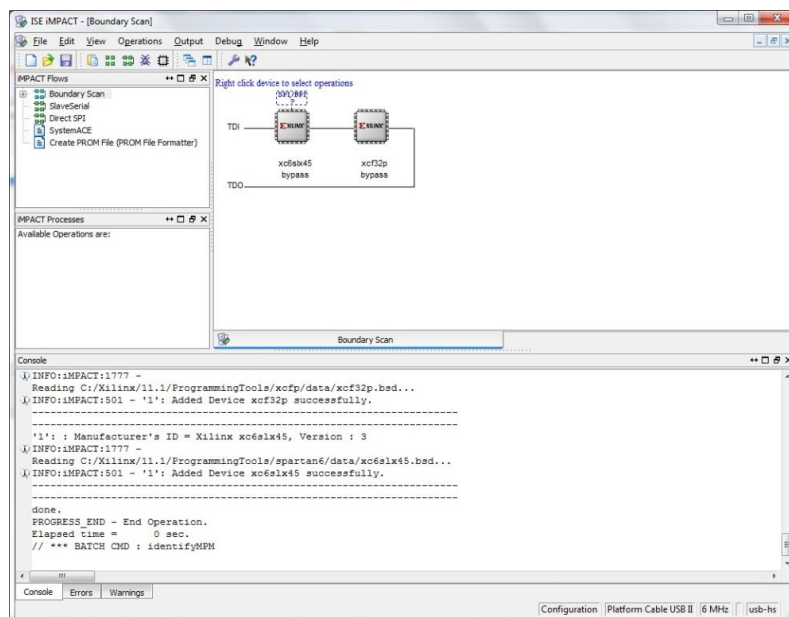 ISE iMPACT - [Boundary Scan]
File Edit View Operations Output Debug Window Help
iMPACT Flows
Boundary Scan
SlaveSerial
Direct SPI
SystemACE
Create PROM File (PROM File Formatter)
iMPACT Processes
Available Operations are:
Right click device to select operations
SPI/BPI
?
TDI
XILINX
XILINX
xc6slx45
bypass
xcf32p
bypass
TDO
Boundary Scan
Console
INFO:iMPACT:1777 -
Reading C:/Xilinx/11.1/ProgrammingTools/xcfp/data/xcf32p.bsd...
INFO:iMPACT:501 - '1': Added Device xcf32p successfully.
----------------------------------------------------------------------
----------------------------------------------------------------------
'1': : Manufacturer's ID = Xilinx xc6slx45, Version : 3
INFO:iMPACT:1777 -
Reading C:/Xilinx/11.1/ProgrammingTools/spartan6/data/xc6slx45.bsd...
INFO:iMPACT:501 - '1': Added Device xc6slx45 successfully.
----------------------------------------------------------------------
----------------------------------------------------------------------
done.
PROGRESS_END - End Operation.
Elapsed time = 0 sec.
// *** BATCH CMD : identifyMPM
Console Errors Warnings
Configuration Platform Cable USB II 6 MHz usb-hs